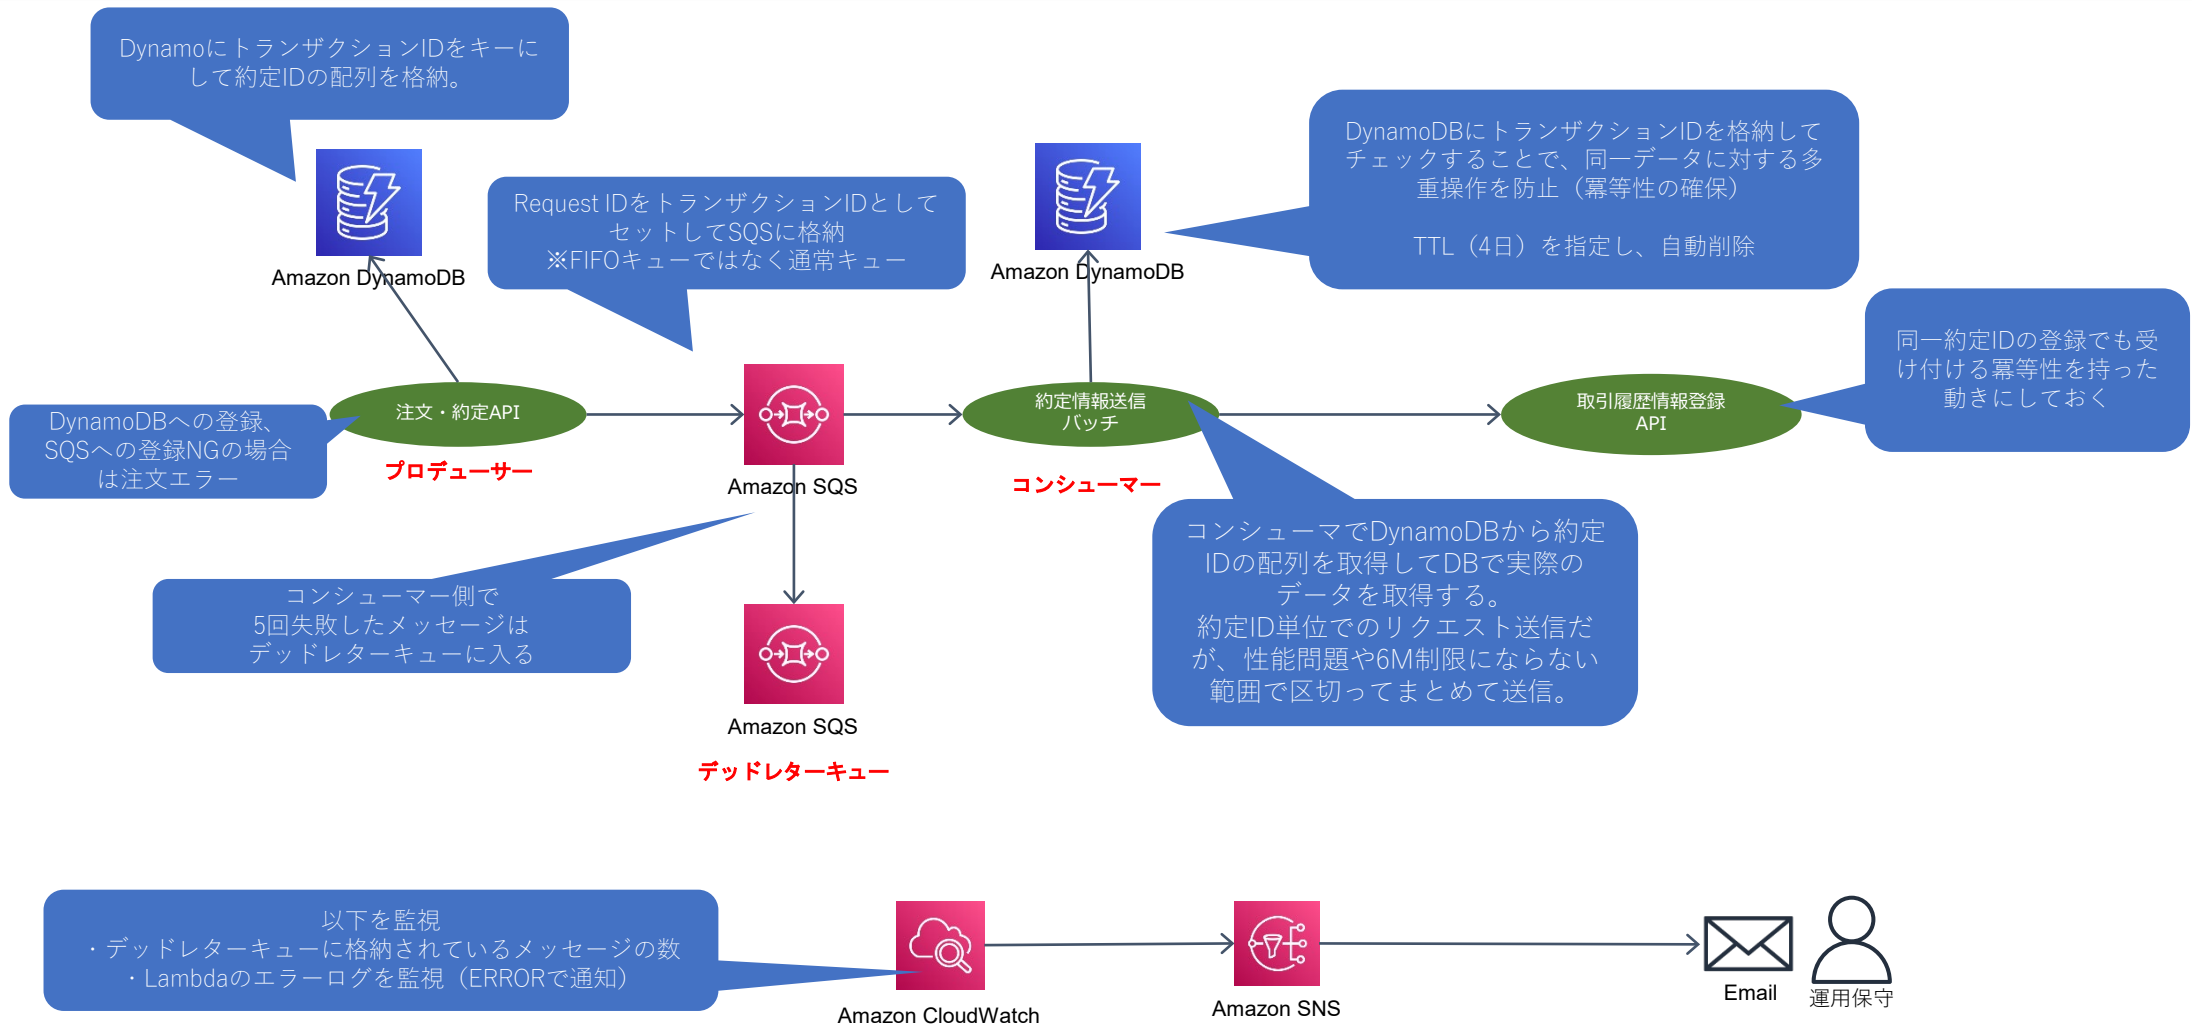 Dynamoにトランザクション IDをキーに
して約定IDの配列を格納。
Amazon DynamoDB
Request IDをトランザクションIDとして
セットしてSQSに格納
※FIFOキューではなく通常キュー
Amazon DynamoDB
DynamoDBにトランザクションIDを格納して
チェックすることで、同一データに対する多
重操作を防止（冪等性の確保）
TTL（4日）を指定し、自動削除
同一約定IDの登録でも受
け付ける冪等性を持った
動きにしておく
DynamoDBへの登録、
SQSへの登録NGの場合
は注文エラー
注文・約定API
プロデューサー
Amazon SQS
約定情報送信
バッチ
コンシューマー
取引履歴情報登録
API
コンシューマー側で
5回失敗したメッセージは
デッドレターキューに入る
コンシューマでDynamoDBから約定
IDの配列を取得してDBで実際の
データを取得する。
約定ID単位でのリクエスト送信だ
が、性能問題や6M制限にならない
範囲で区切ってまとめて送信。
Amazon SQS
デッドレターキュー
以下を監視
・デッドレターキューに格納されているメッセージの数
・Lambdaのエラーログを監視（ERRORで通知）
Amazon CloudWatch
Amazon SNS
Email
運用保守